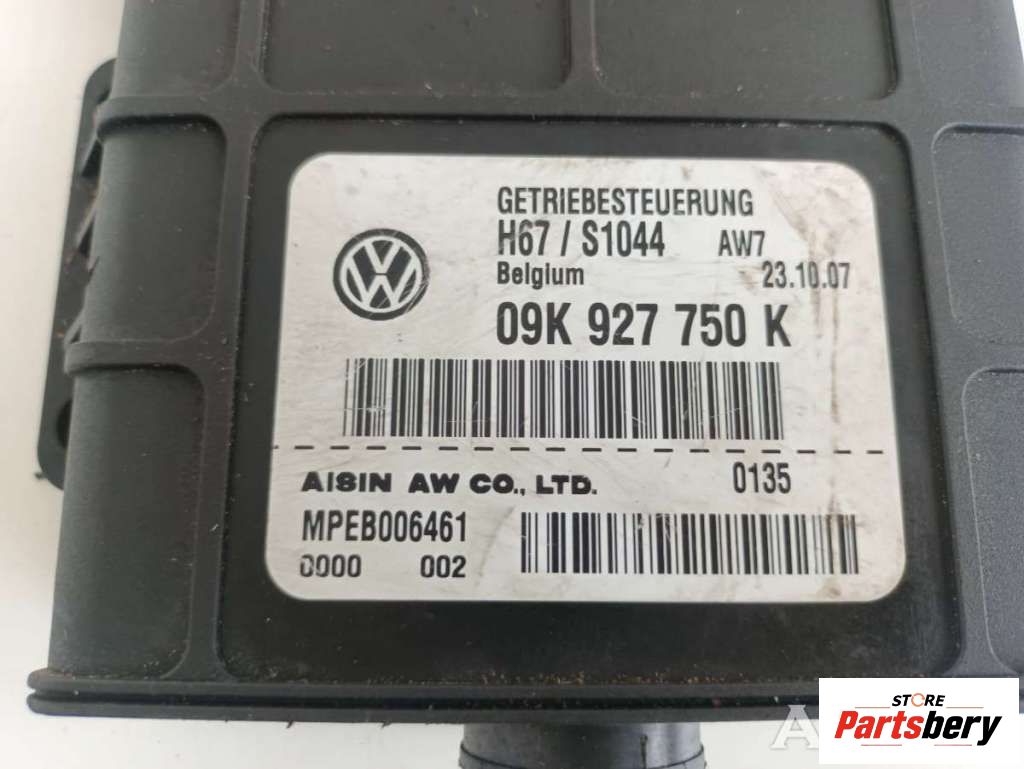 GETRIEBESTEUERUNG
H67 / S1044 AW7
Belgium 23.10.07
09K 927 750 K
AISIN AW CO., LTD. 0135
MPEB006461
0000 002
STORE
Partsbery